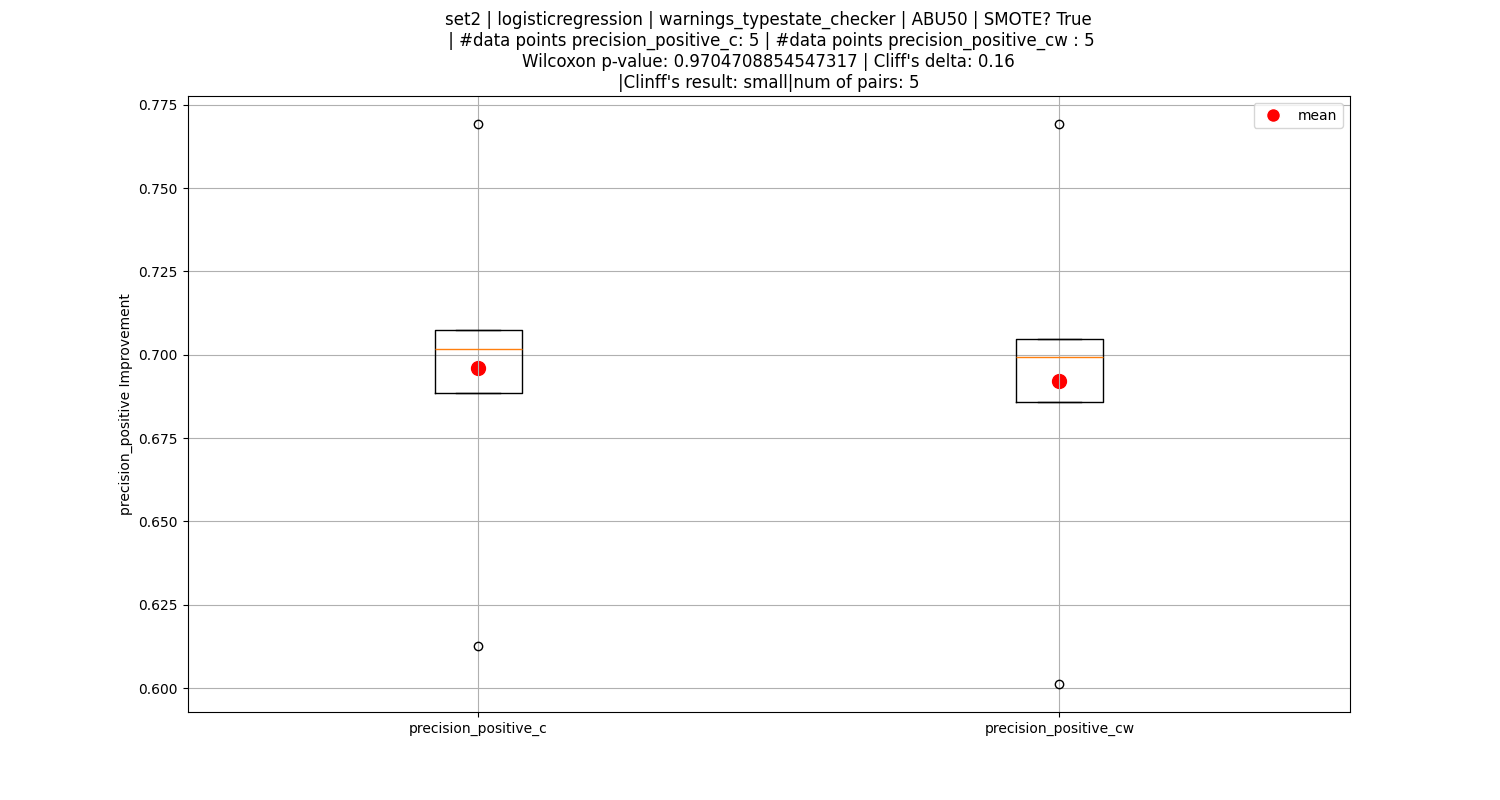 set2 | logisticregression | warnings_typestate_checker | ABU50 | SMOTE? True
| #data points precision_positive_c: 5 | #data points precision_positive_cw : 5
Wilcoxon p-value: 0.9704708854547317 | Cliff's delta: 0.16
|Clinff's result: small|num of pairs: 5
mean
0.775
0.750
0.725
0.700
0.675
0.650
0.625
0.600
precision_positive Improvement
precision_positive_c
precision_positive_cw